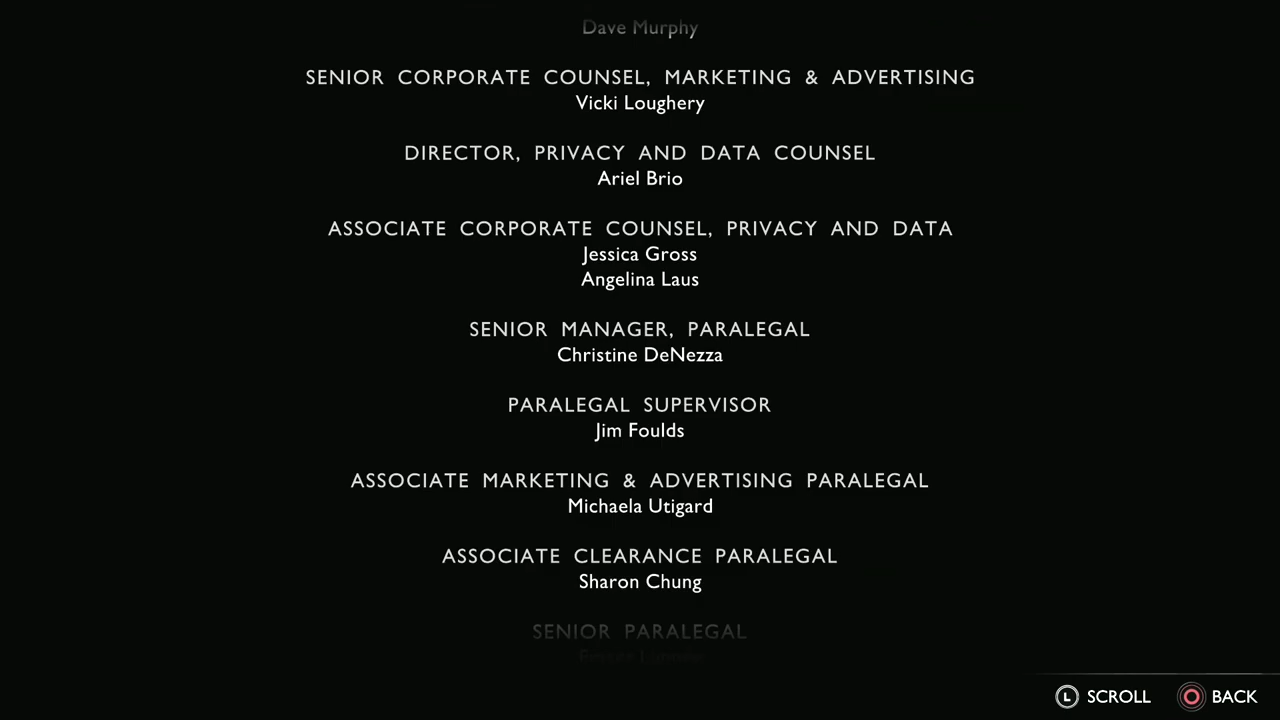 Dave Murphy
SENIOR CORPORATE COUNSEL, MARKETING & ADVERTISING
Vicki Loughery
DIRECTOR, PRIVACY AND DATA COUNSEL
Ariel Brio
ASSOCIATE CORPORATE COUNSEL, PRIVACY AND DATA
Jessica Gross
Angelina Laus
SENIOR MANAGER, PARALEGAL
Christine DeNezza
PARALEGAL SUPERVISOR
Jim Foulds
ASSOCIATE MARKETING & ADVERTISING PARALEGAL
Michaela Utigard
ASSOCIATE CLEARANCE PARALEGAL
Sharon Chung
SENIOR PARALEGAL
L SCROLL
BACK